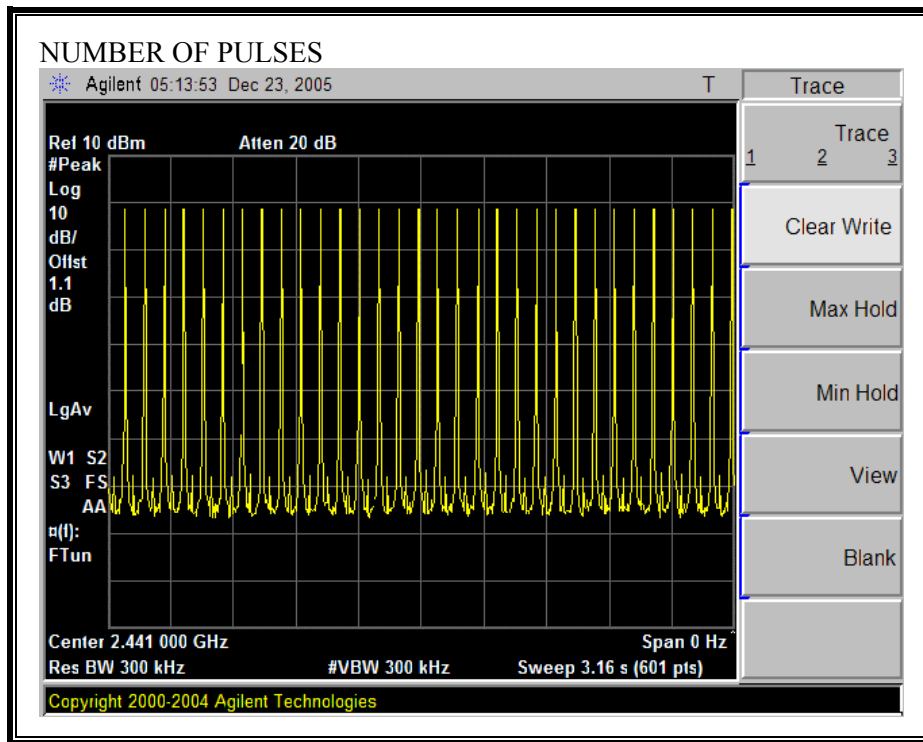 NUMBER OF PULSES
Agilent 05:13:53 Dec 23, 2005 T
Trace
Ref 10 dBm Atten 20 dB
#Peak
Log
10
dB/
Offst
1.1
dB
LgAv
W1 S2
S3 FS
AA
¤(f):
FTun
Center 2.441 000 GHz Span 0 Hz^
Res BW 300 kHz #VBW 300 kHz Sweep 3.16 s (601 pts)
Copyright 2000-2004 Agilent Technologies
Trace
1 2 3
Clear Write
Max Hold
Min Hold
View
Blank